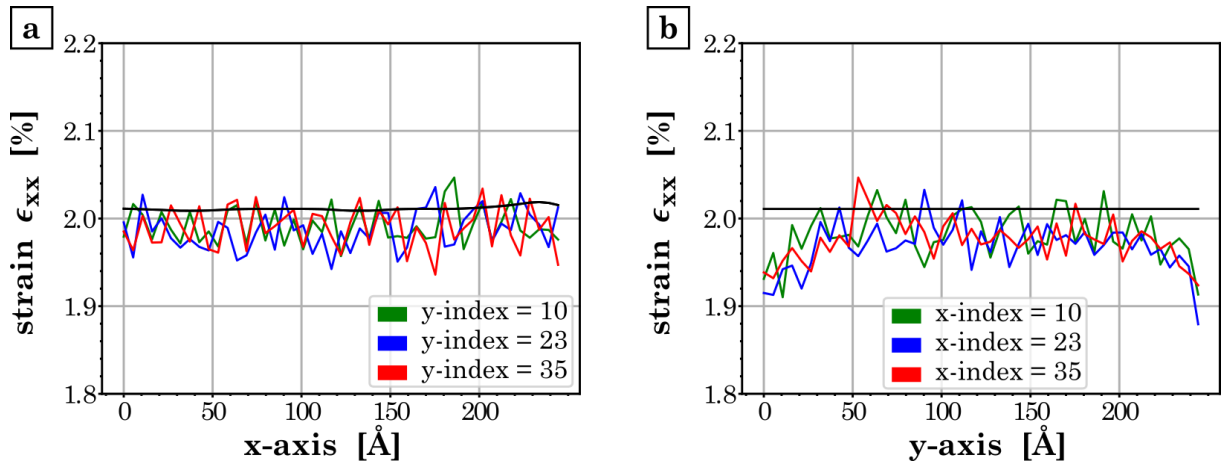 a
2.2
2.1
2.0
1.9
1.8
strain ϵxx [%]
y-index = 10
y-index = 23
y-index = 35
0 50 100 150 200
x-axis [Å]
b
2.2
2.1
2.0
1.9
1.8
strain ϵxx [%]
x-index = 10
x-index = 23
x-index = 35
0 50 100 150 200
y-axis [Å]